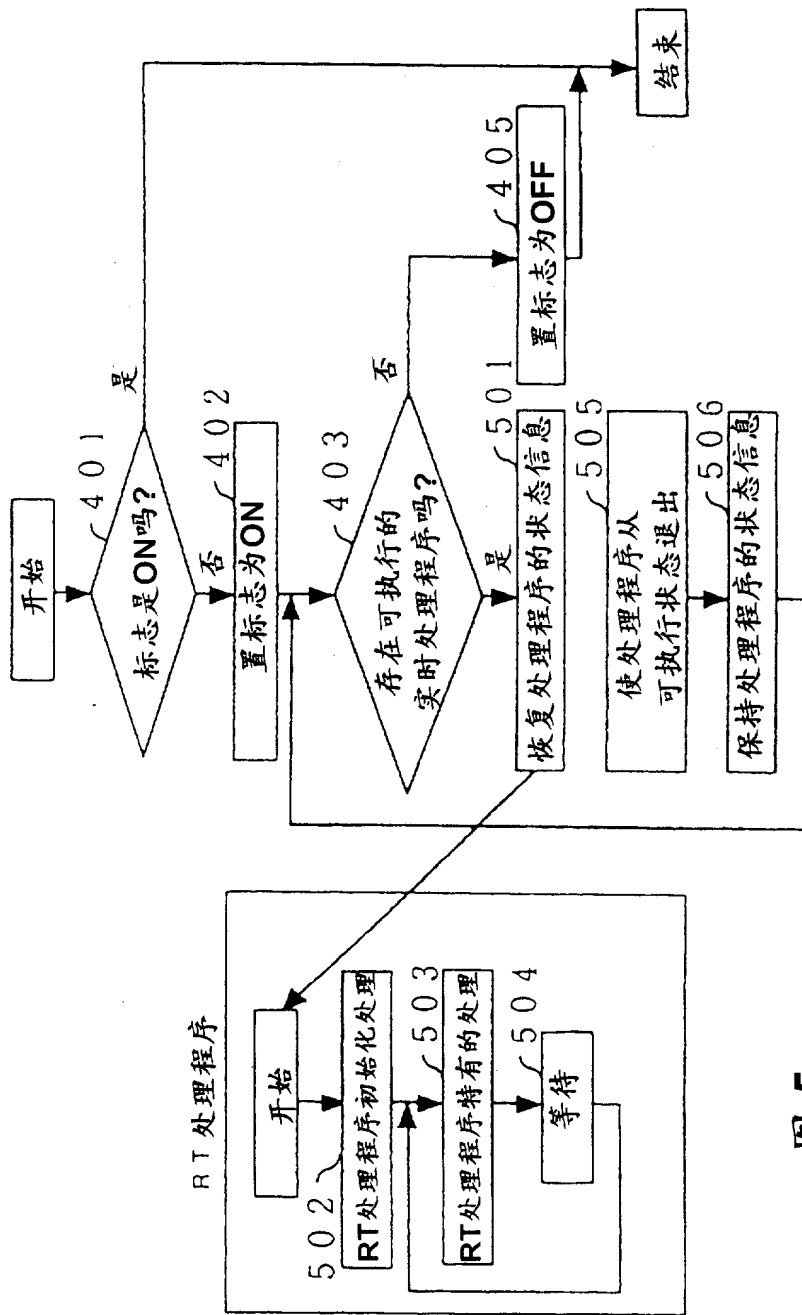 开始
401
标志是ON吗?
是
否
402
置标志为ON
403
存在可执行的
实时处理程序吗?
否
是
405
置标志为OFF
501
恢复处理程序的状态信息
505
使处理程序从
可执行状态退出
506
保持处理程序的状态信息
结束
RT处理程序
开始
502
RT处理程序初始化处理
503
RT处理程序特有的处理
504
等待